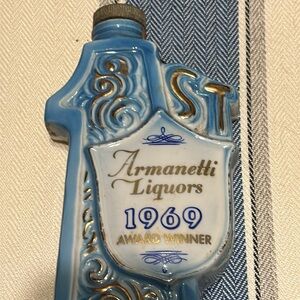 ST
Armanetti
Liquors
1969
AWARD WINNER